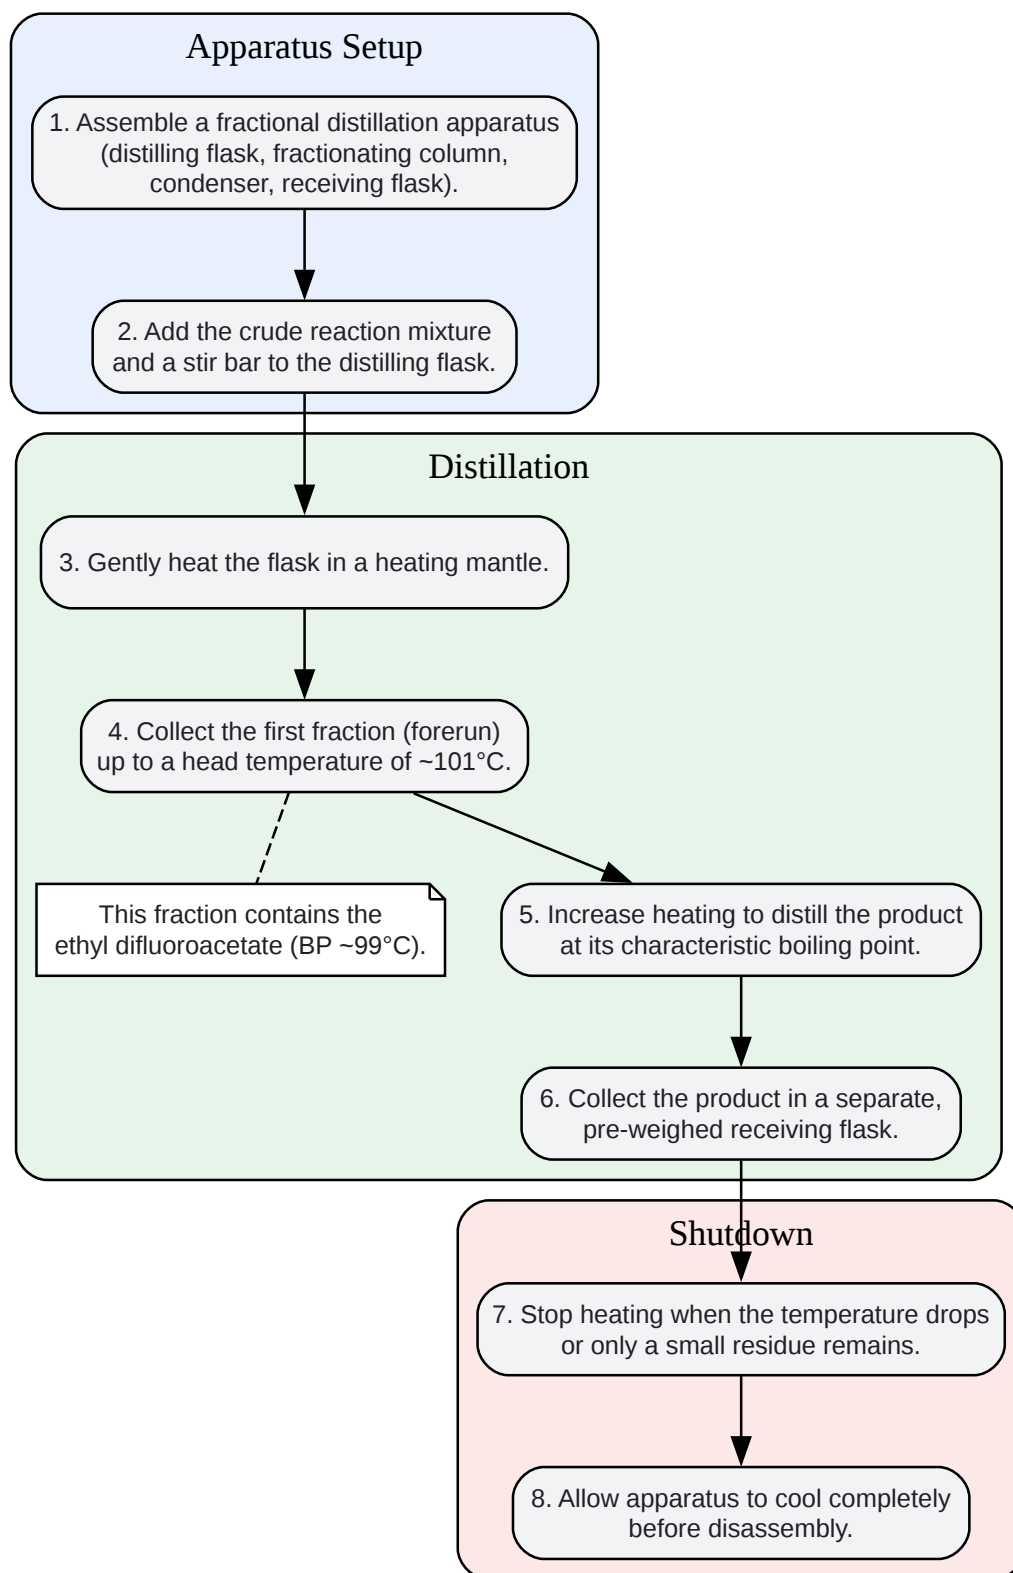 Apparatus Setup
1. Assemble a fractional distillation apparatus
(distilling flask, fractionating column,
condenser, receiving flask).
2. Add the crude reaction mixture
and a stir bar to the distilling flask.
Distillation
3. Gently heat the flask in a heating mantle.
4. Collect the first fraction (forerun)
up to a head temperature of ~101°C.
This fraction contains the
ethyl difluoroacetate (BP ~99°C).
5. Increase heating to distill the product
at its characteristic boiling point.
6. Collect the product in a separate,
pre-weighed receiving flask.
Shutdown
7. Stop heating when the temperature drops
or only a small residue remains.
8. Allow apparatus to cool completely
before disassembly.